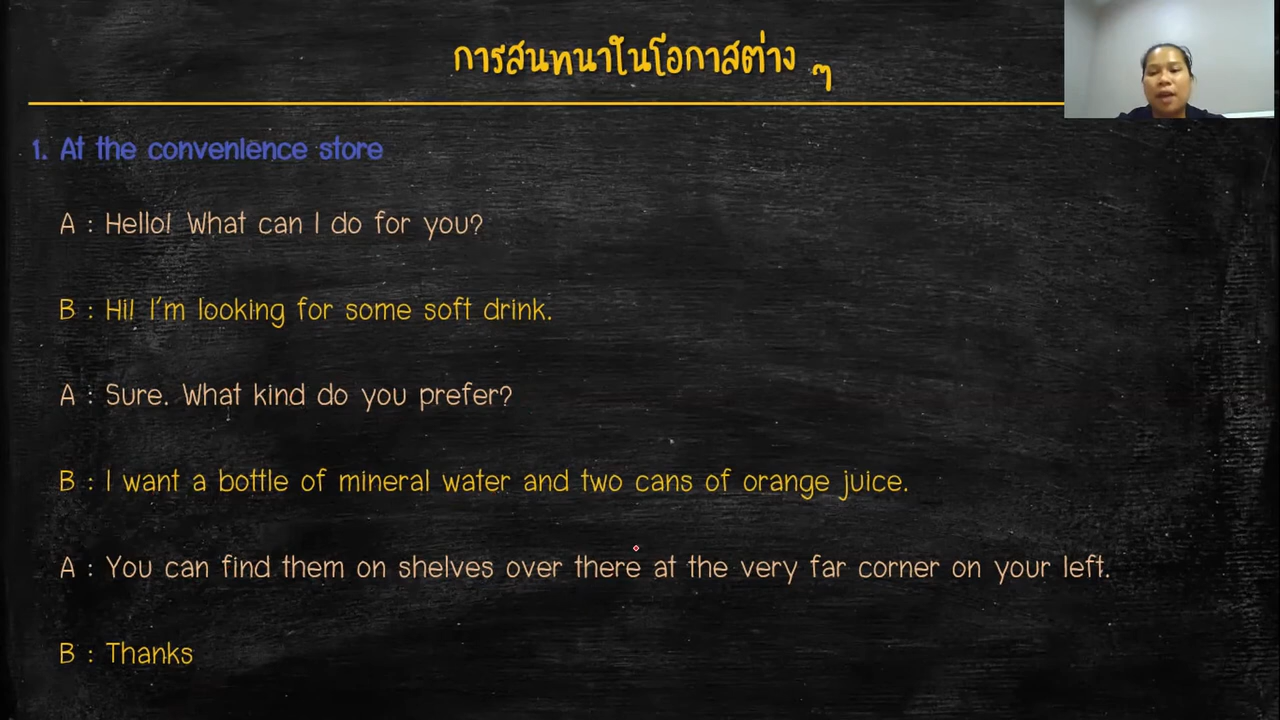 การสนทนาในโอกาสต่าง ๆ
1. At the convenience store
A : Hello! What can I do for you?
B : Hi! I'm looking for some soft drink.
A : Sure. What kind do you prefer?
B : I want a bottle of mineral water and two cans of orange juice.
A : You can find them on shelves over there at the very far corner on your left.
B : Thanks